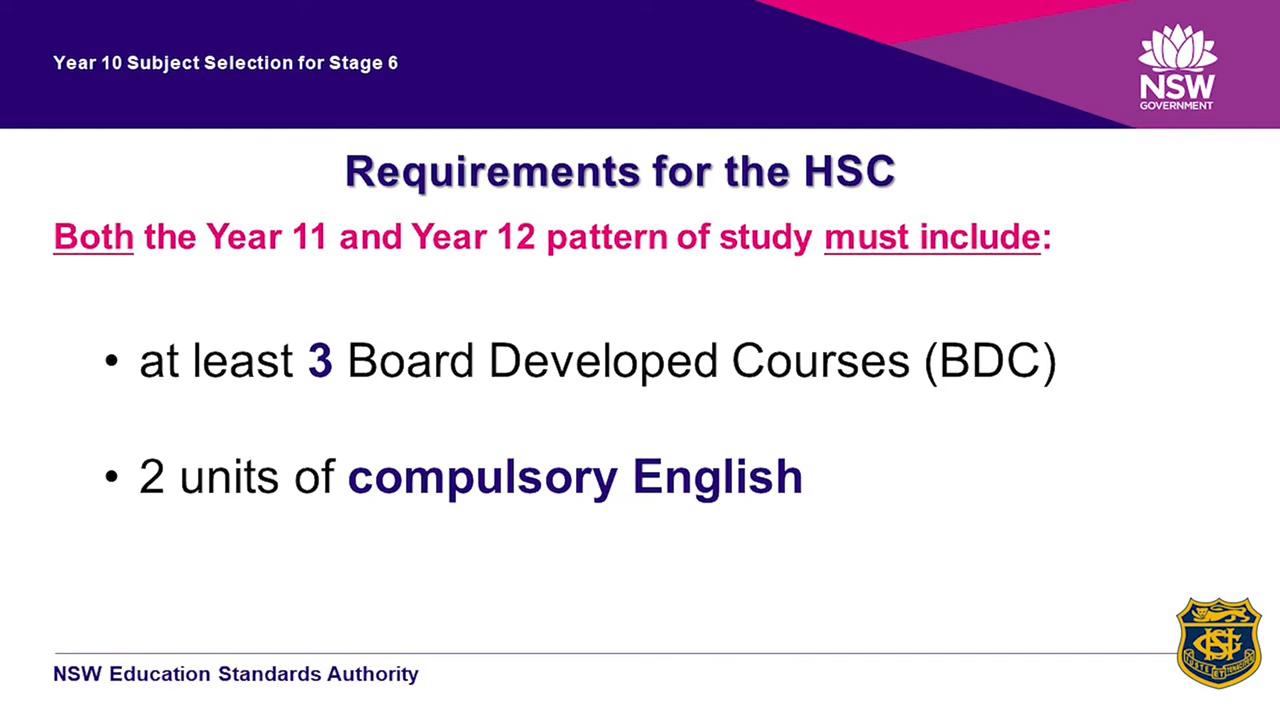 Year 10 Subject Selection for Stage 6
NSW
GOVERNMENT
Requirements for the HSC
Both the Year 11 and Year 12 pattern of study must include:
• at least 3 Board Developed Courses (BDC)
• 2 units of compulsory English
NSW Education Standards Authority